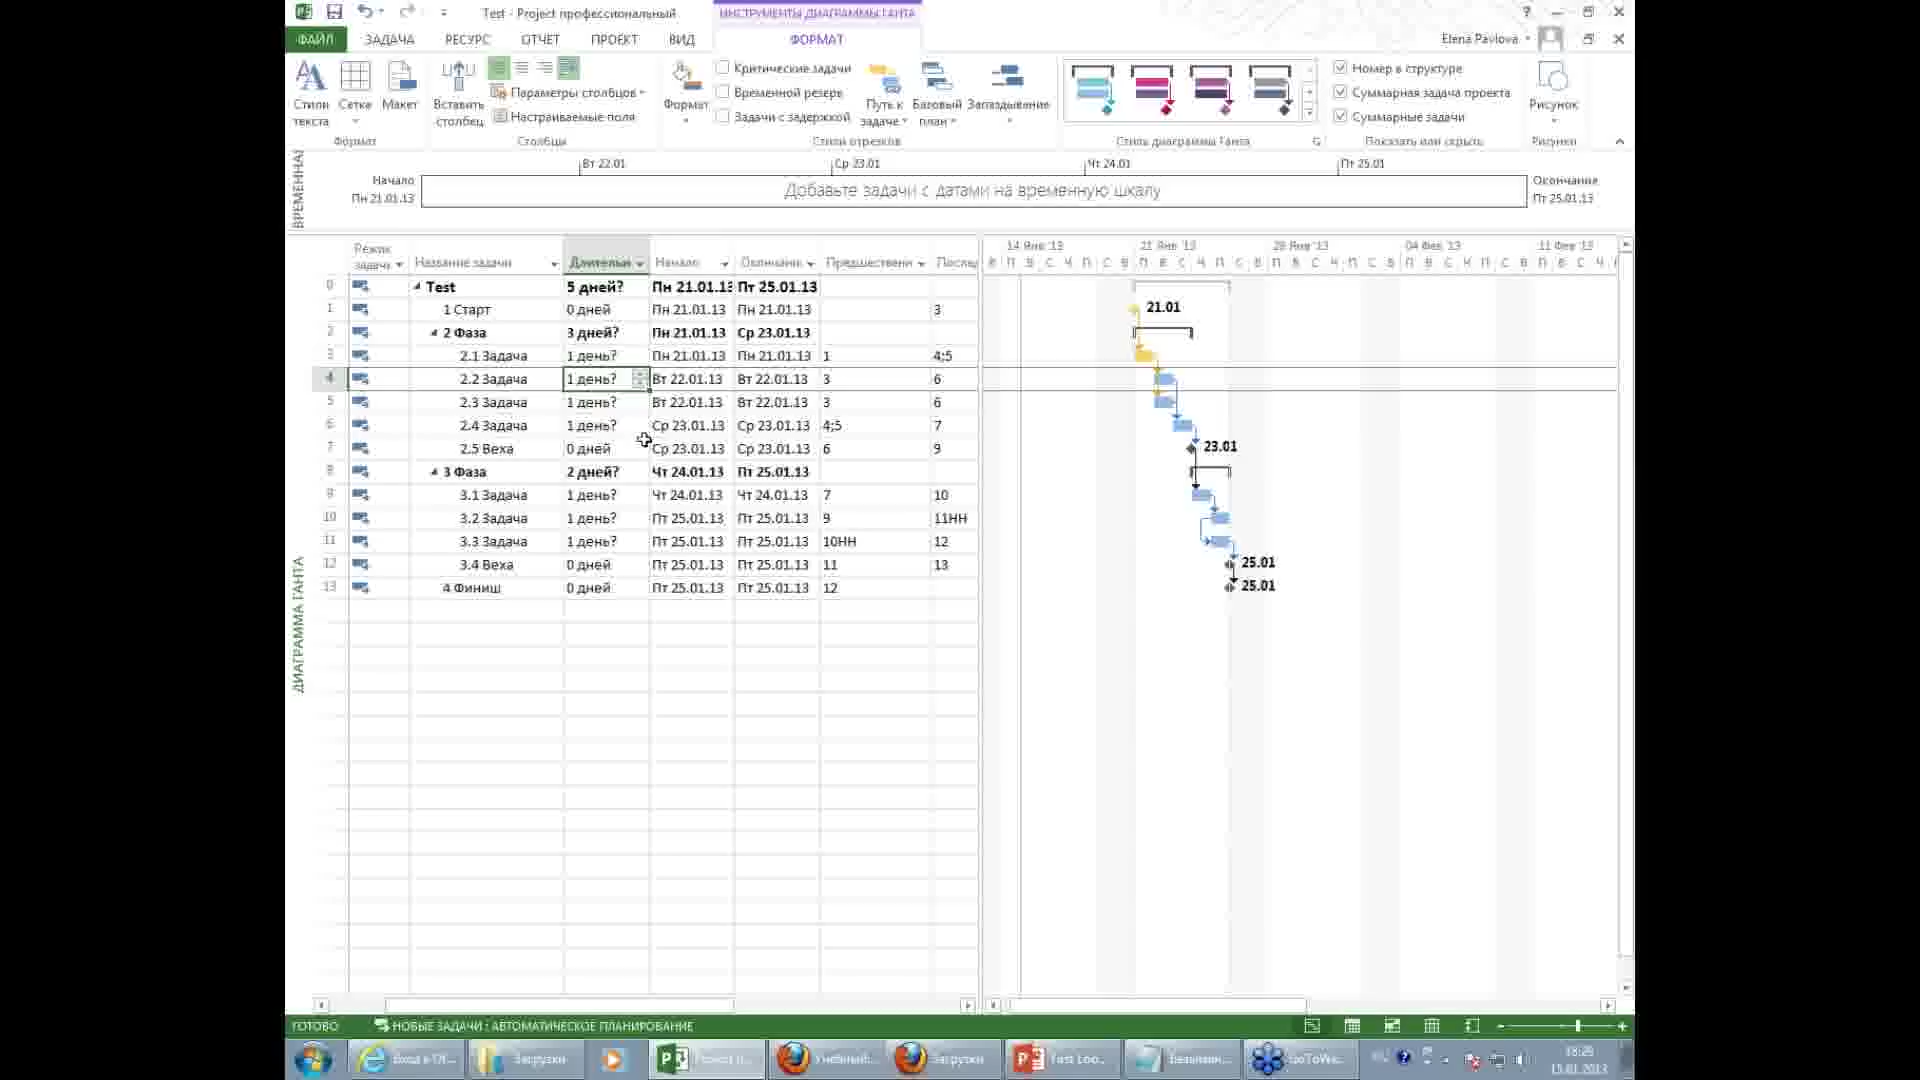 Test - Project профессиональный
ИНСТРУМЕНТЫ ДИАГРАММЫ ГАНТА
?
ФАЙЛ ЗАДАЧА РЕСУРС ОТЧЕТ ПРОЕКТ ВИД ФОРМАТ
Elena Pavlova
Стили текста
Сетка
Макет
Формат
Вставить столбец
Параметры столбцов
Настраиваемые поля
Столбцы
Формат
Критические задачи
Временной резерв
Задачи с задержкой
Путь к задаче
Базовый план
Запаздывание
Стили отрезков
Стиль диаграммы Ганта
Номер в структуре
Суммарная задача проекта
Суммарные задачи
Показать или скрыть
Рисунок
Рисунки
ВРЕМЕННАЯ
Вт 22.01 Ср 23.01 Чт 24.01 Пт 25.01
Начало
Пн 21.01.13
Добавьте задачи с датами на временную шкалу
Окончание
Пт 25.01.13
Режим задачи Название задачи Длительн Начало Окончание Предшественн Послед
14 Янв '13 21 Янв '13 28 Янв '13 04 Фев '13 11 Фев '13
0 Test 5 дней? Пн 21.01.13 Пт 25.01.13
1 1 Старт 0 дней Пн 21.01.13 Пн 21.01.13 3
21.01
2 2 Фаза 3 дней? Пн 21.01.13 Ср 23.01.13
3 2.1 Задача 1 день? Пн 21.01.13 Пн 21.01.13 1 4;5
4 2.2 Задача 1 день? Вт 22.01.13 Вт 22.01.13 3 6
5 2.3 Задача 1 день? Вт 22.01.13 Вт 22.01.13 3 6
6 2.4 Задача 1 день? Ср 23.01.13 Ср 23.01.13 4;5 7
7 2.5 Веха 0 дней Ср 23.01.13 Ср 23.01.13 6 9
23.01
8 3 Фаза 2 дней? Чт 24.01.13 Пт 25.01.13
9 3.1 Задача 1 день? Чт 24.01.13 Чт 24.01.13 7 10
10 3.2 Задача 1 день? Пт 25.01.13 Пт 25.01.13 9 11НН
11 3.3 Задача 1 день? Пт 25.01.13 Пт 25.01.13 10НН 12
12 3.4 Веха 0 дней Пт 25.01.13 Пт 25.01.13 11 13
25.01
13 4 Финиш 0 дней Пт 25.01.13 Пт 25.01.13 12
25.01
ДИАГРАММА ГАНТА
ГОТОВО НОВЫЕ ЗАДАЧИ : АВТОМАТИЧЕСКОЕ ПЛАНИРОВАНИЕ
Загрузки
Учебный...
Загрузки
Fast Loo...
GoToWe...
18:29
15.01.2013